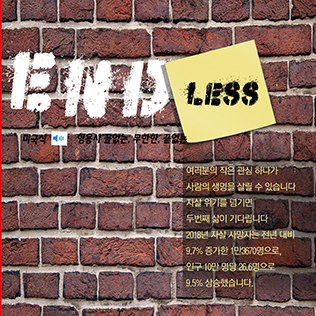 END
LESS
미국식 형용사 끝없는, 무한한, 끝없는
여러분의 작은 관심 하나가
사람의 생명을 살릴 수 있습니다
자살 위기를 넘기면
두번째 삶이 기다립니다
2018년 자살 사망자는 전년 대비
9.7% 증가한 1만3670명으로,
인구 10만 명당 26.6명으로
9.5% 상승했습니다.